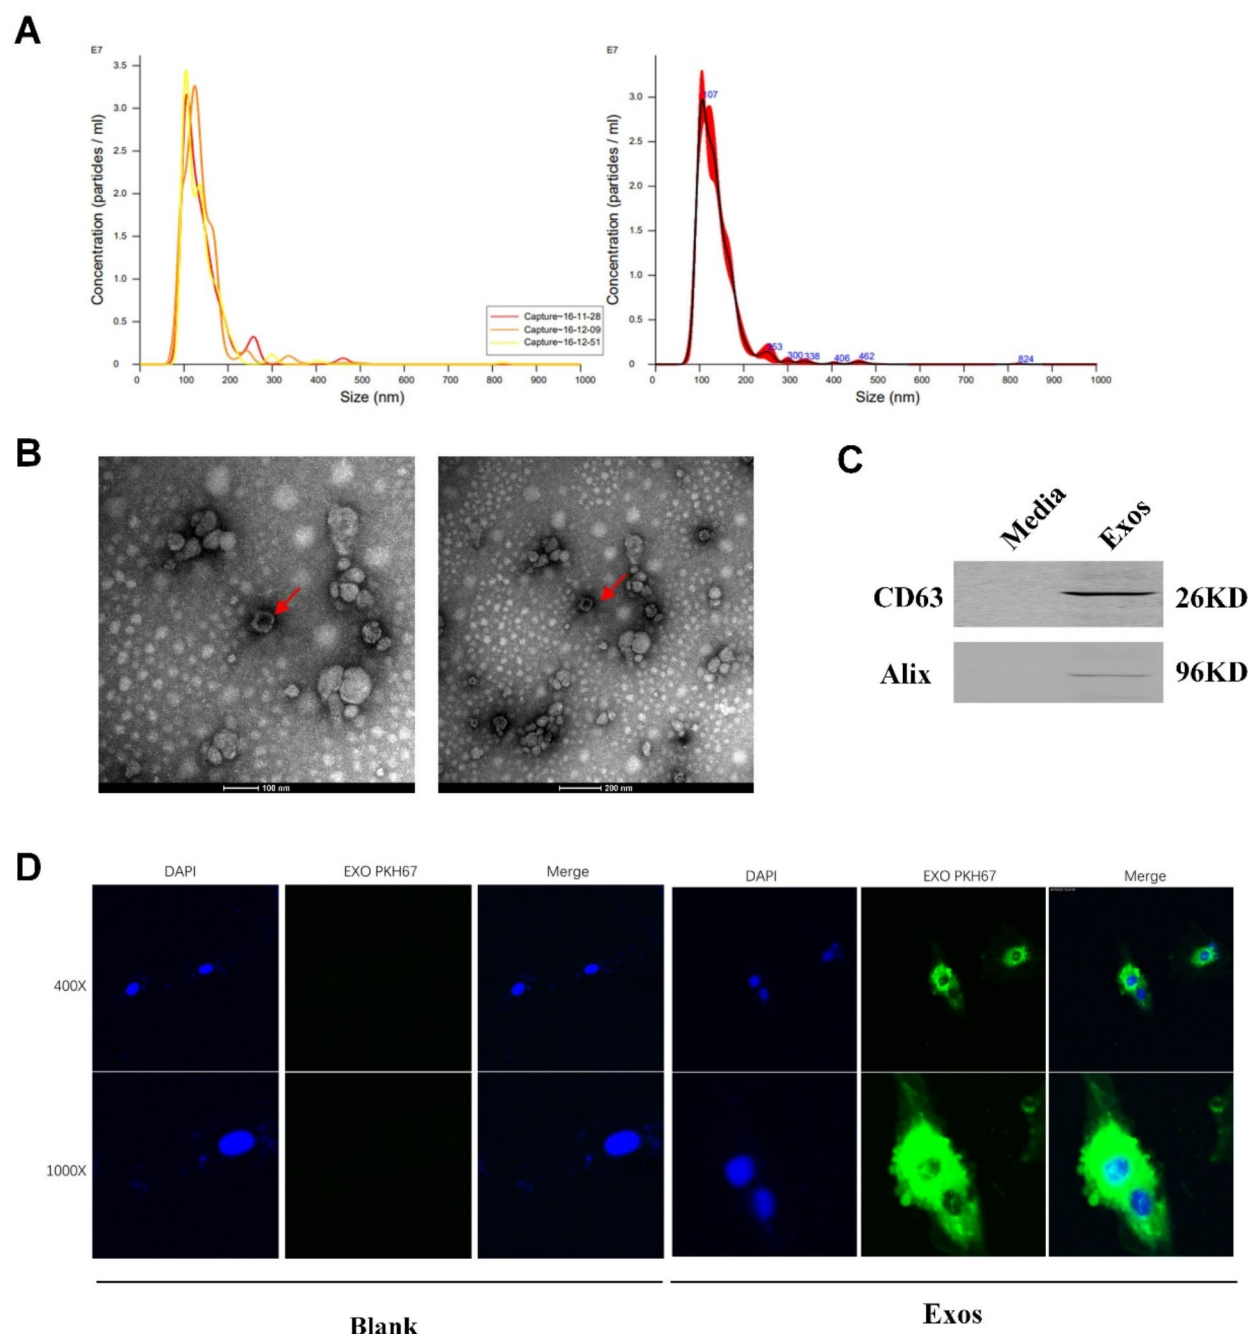 A
E7
Concentration (particles / ml)
3.5
3.0
2.5
2.0
1.5
1.0
0.5
0
0 100 200 300 400 500 600 700 800 900 1000
Size (nm)
Capture~16-11-28
Capture~16-12-09
Capture~16-12-51
E7
Concentration (particles / ml)
3.0
2.5
2.0
1.5
1.0
0.5
0
107
253
300
338
406
462
824
0 100 200 300 400 500 600 700 800 900 1000
Size (nm)
B
100 nm
200 nm
C
Media
Exos
CD63 26KD
Alix 96KD
D
DAPI EXO PKH67 Merge DAPI EXO PKH67 Merge
400X
1000X
Blank
Exos